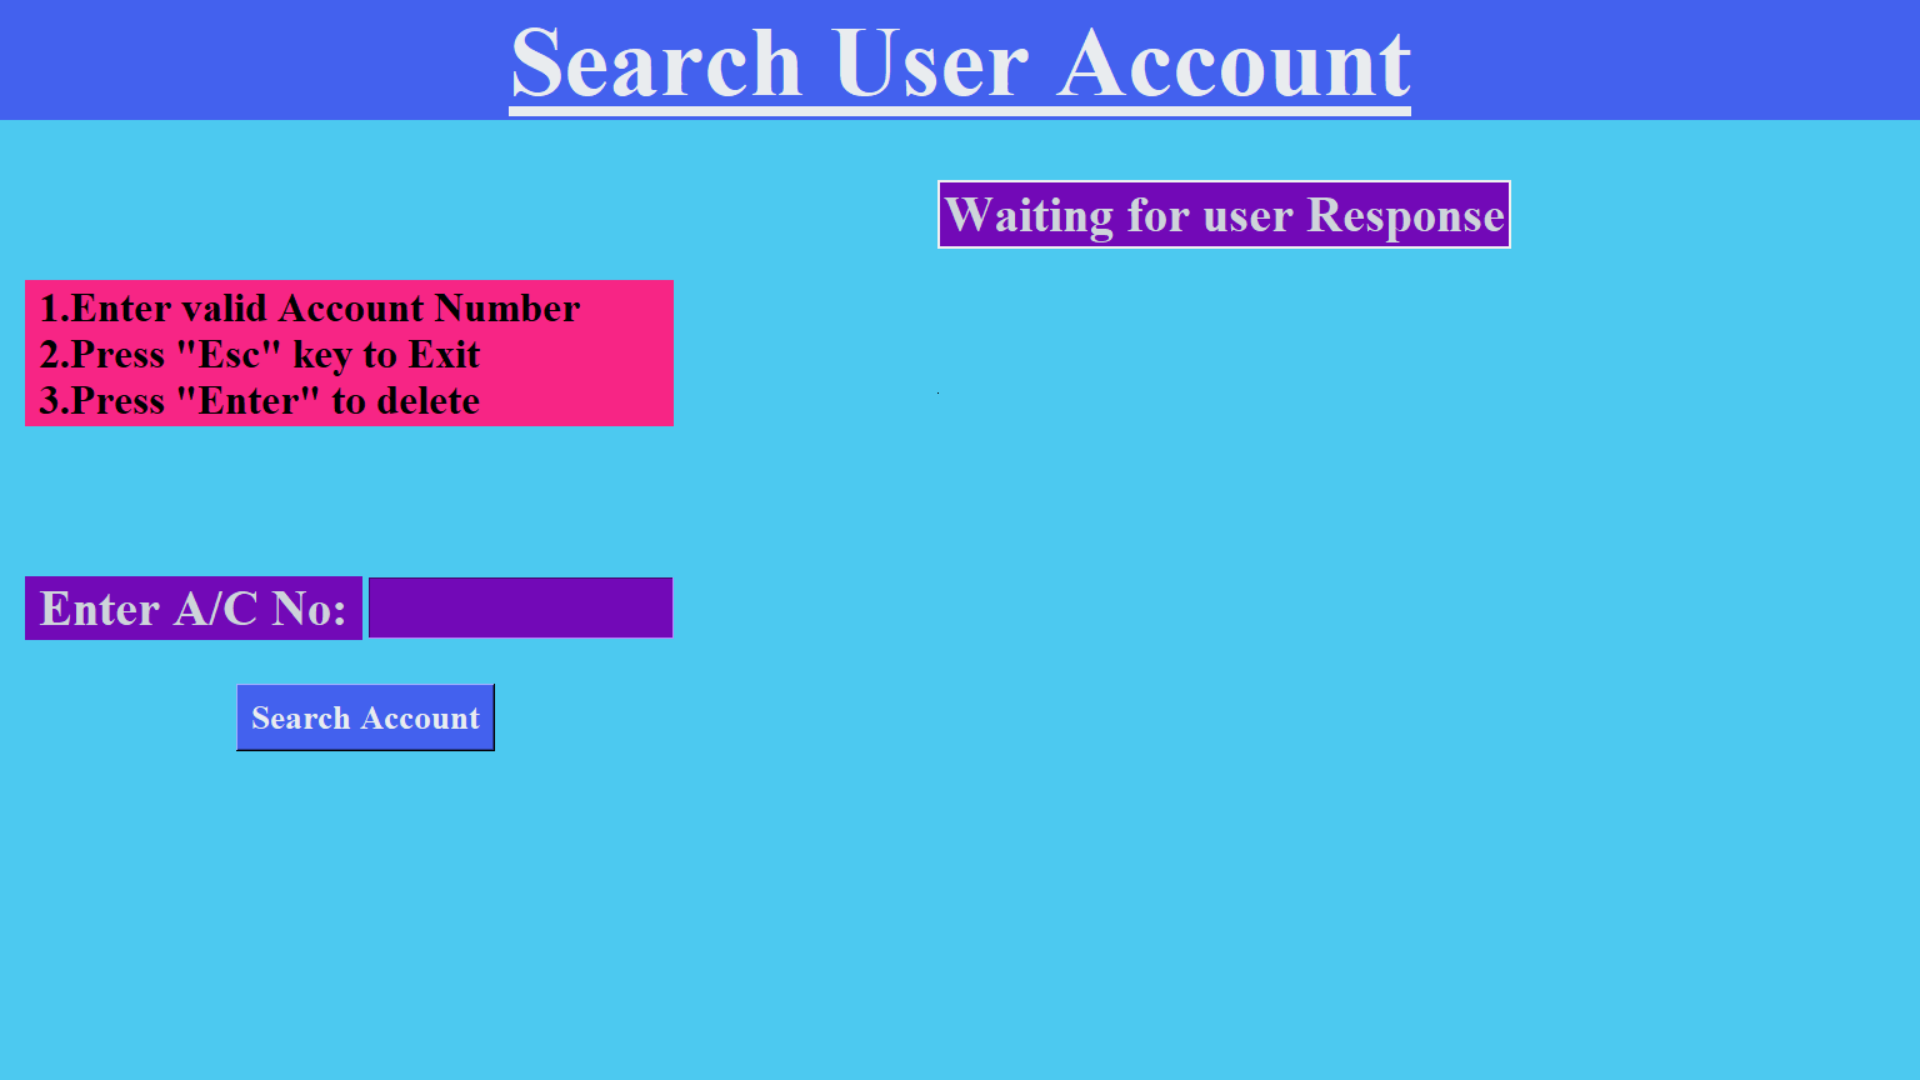 Search User Account
Waiting for user Response
1.Enter valid Account Number
2.Press "Esc" key to Exit
3.Press "Enter" to delete
Enter A/C No:
Search Account